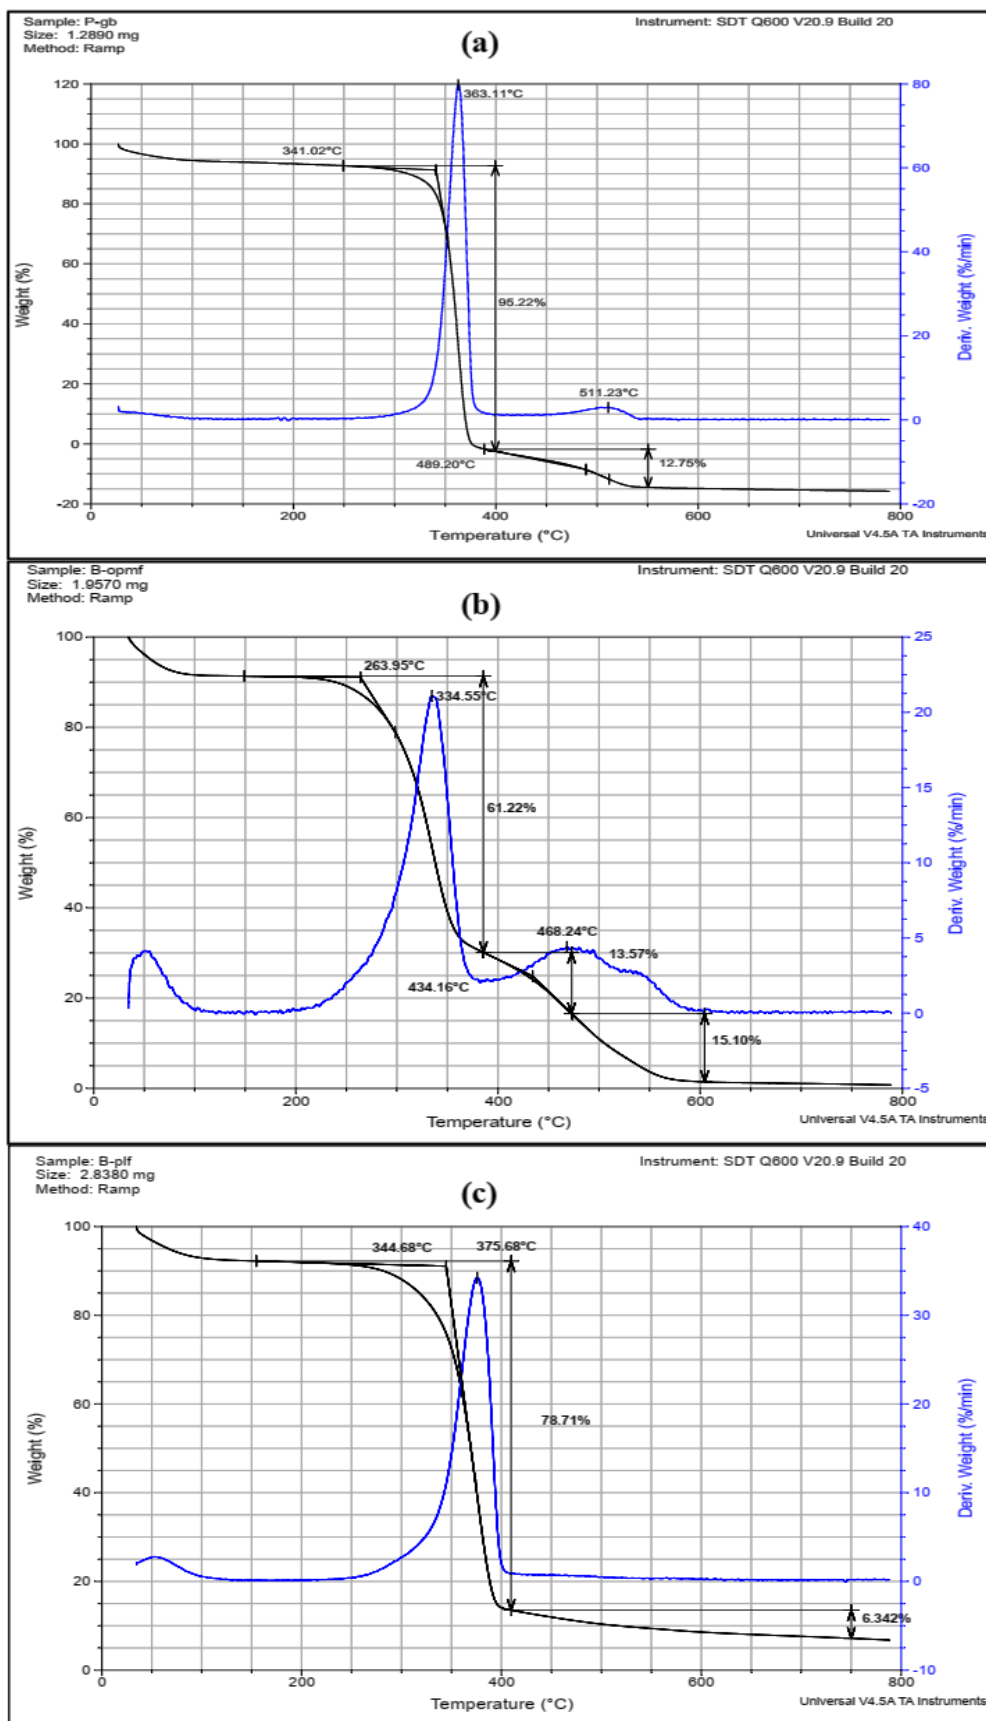 Sample: P-gb
Size: 1.2890 mg
Method: Ramp
Instrument: SDT Q600 V20.9 Build 20
(a)
120
100
80
60
40
20
0
-20
Weight (%)
80
60
40
20
0
-20
Deriv. Weight (%/min)
363.11°C
341.02°C
95.22%
511.23°C
489.20°C
12.75%
0
200
400
600
800
Temperature (°C)
Universal V4.5A TA Instruments
Sample: B-opmf
Size: 1.9570 mg
Method: Ramp
Instrument: SDT Q600 V20.9 Build 20
(b)
100
80
60
40
20
0
Weight (%)
25
20
15
10
5
0
-5
Deriv. Weight (%/min)
263.95°C
334.55°C
61.22%
468.24°C
13.57%
434.16°C
15.10%
0
200
400
600
800
Temperature (°C)
Universal V4.5A TA Instruments
Sample: B-plf
Size: 2.8380 mg
Method: Ramp
Instrument: SDT Q600 V20.9 Build 20
(c)
100
80
60
40
20
0
Weight (%)
40
30
20
10
0
-10
Deriv. Weight (%/min)
344.68°C
375.68°C
78.71%
6.342%
0
200
400
600
800
Temperature (°C)
Universal V4.5A TA Instruments